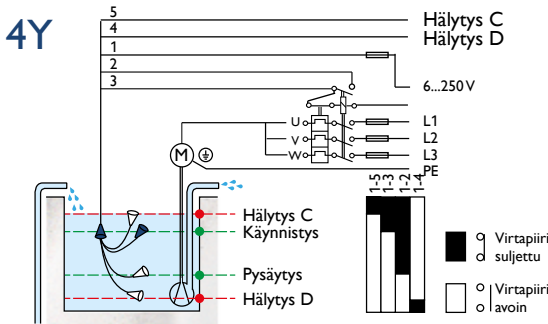 4Y
5
4
1
2
3
Hälytys C
Hälytys D
6...250 V
U
V
W
L1
L2
L3
PE
M
Hälytys C
Käynnistys
Pysäytys
Hälytys D
1-5
1-3
1-2
1-4
Virtapiiri
suljettu
Virtapiiri
avoin